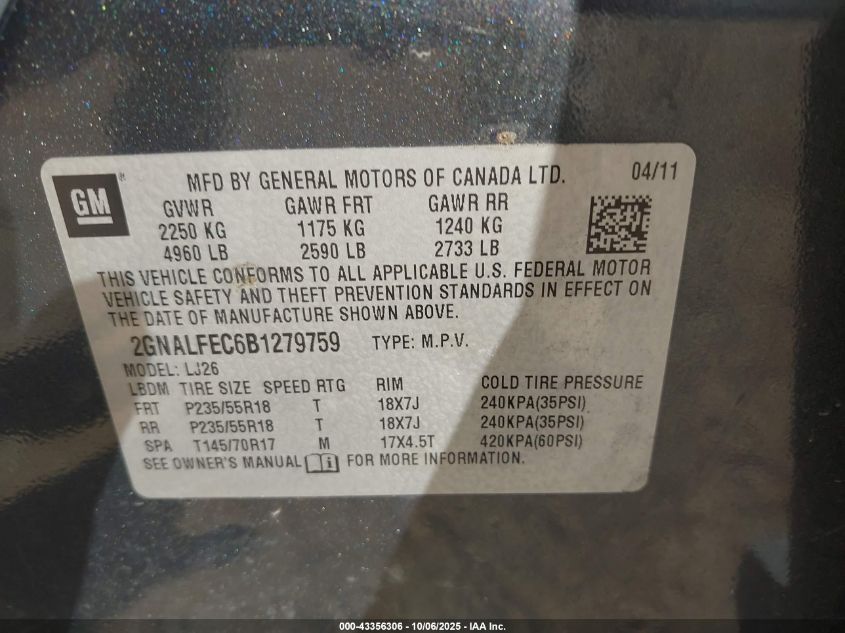 GM
MFD BY GENERAL MOTORS OF CANADA LTD. 04/11
GVWR GAWR FRT GAWR RR
2250 KG 1175 KG 1240 KG
4960 LB 2590 LB 2733 LB
THIS VEHICLE CONFORMS TO ALL APPLICABLE U.S. FEDERAL MOTOR
VEHICLE SAFETY AND THEFT PREVENTION STANDARDS IN EFFECT ON
THE DATE OF MANUFACTURE SHOWN ABOVE.
2GNALFEC6B1279759 TYPE: M.P.V.
MODEL: LJ26
LBDM TIRE SIZE SPEED RTG RIM COLD TIRE PRESSURE
FRT P235/55R18 T 18X7J 240KPA(35PSI)
RR P235/55R18 T 18X7J 240KPA(35PSI)
SPA T145/70R17 M 17X4.5T 420KPA(60PSI)
SEE OWNER'S MANUAL FOR MORE INFORMATION.
000-43356306 - 10/06/2025 - IAA Inc.